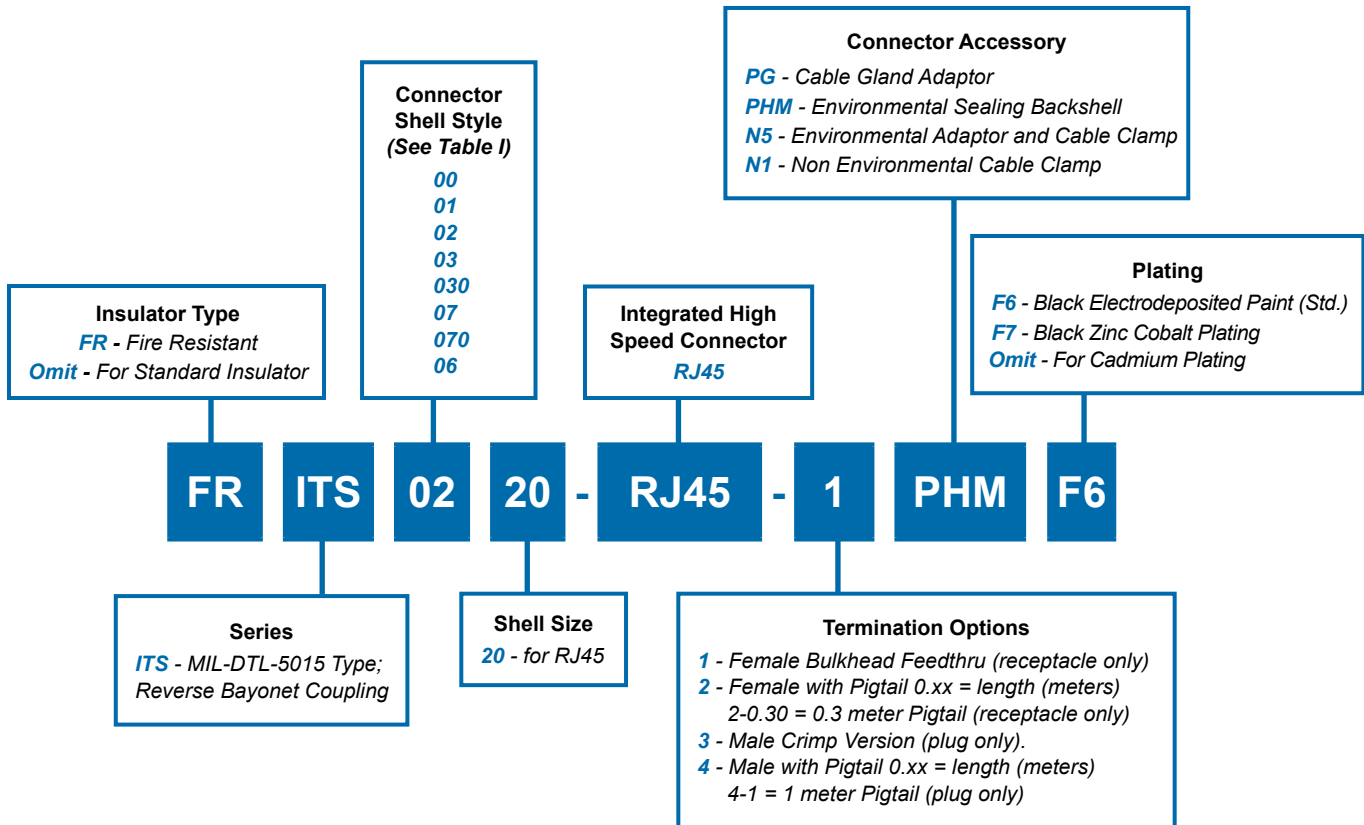 Connector Accessory
PG - Cable Gland Adaptor
PHM - Environmental Sealing Backshell
N5 - Environmental Adaptor and Cable Clamp
N1 - Non Environmental Cable Clamp
Connector
Shell Style
(See Table I)
00
01
02
03
030
07
070
06
Plating
F6 - Black Electrodeposited Paint (Std.)
F7 - Black Zinc Cobalt Plating
Omit - For Cadmium Plating
Insulator Type
FR - Fire Resistant
Omit - For Standard Insulator
Integrated High
Speed Connector
RJ45
FR ITS 02 20 - RJ45 - 1 PHM F6
Series
ITS - MIL-DTL-5015 Type;
Reverse Bayonet Coupling
Shell Size
20 - for RJ45
Termination Options
1 - Female Bulkhead Feedthru (receptacle only)
2 - Female with Pigtail 0.xx = length (meters)
2-0.30 = 0.3 meter Pigtail (receptacle only)
3 - Male Crimp Version (plug only).
4 - Male with Pigtail 0.xx = length (meters)
4-1 = 1 meter Pigtail (plug only)